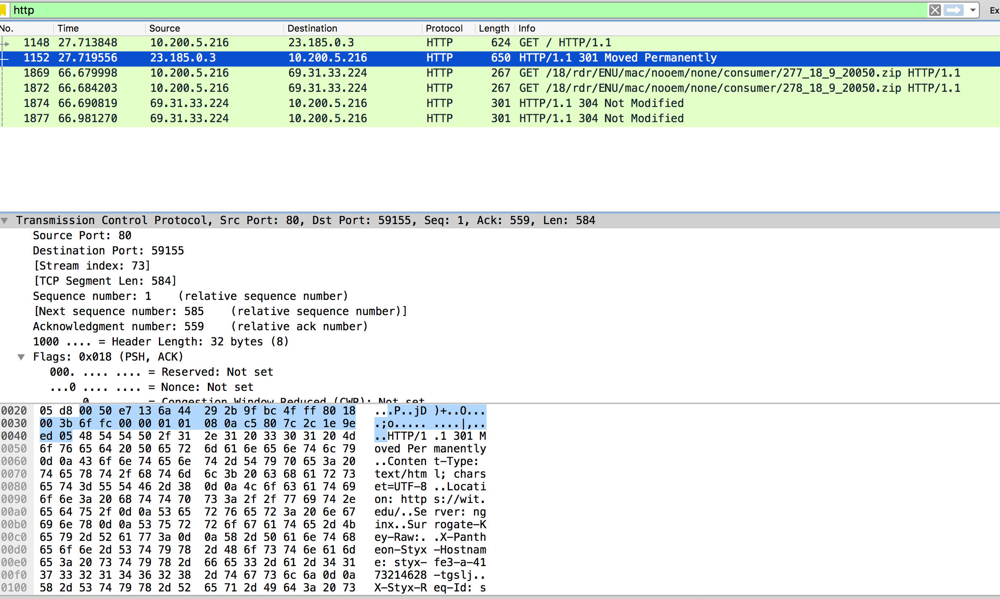 http Ex
No. Time Source Destination Protocol Length Info
1148 27.713848 10.200.5.216 23.185.0.3 HTTP 624 GET / HTTP/1.1
1152 27.719556 23.185.0.3 10.200.5.216 HTTP 650 HTTP/1.1 301 Moved Permanently
1869 66.679998 10.200.5.216 69.31.33.224 HTTP 267 GET /18/rdr/ENU/mac/nooem/none/consumer/277_18_9_20050.zip HTTP/1.1
1872 66.684203 10.200.5.216 69.31.33.224 HTTP 267 GET /18/rdr/ENU/mac/nooem/none/consumer/278_18_9_20050.zip HTTP/1.1
1874 66.690819 69.31.33.224 10.200.5.216 HTTP 301 HTTP/1.1 304 Not Modified
1877 66.981270 69.31.33.224 10.200.5.216 HTTP 301 HTTP/1.1 304 Not Modified
Transmission Control Protocol, Src Port: 80, Dst Port: 59155, Seq: 1, Ack: 559, Len: 584
Source Port: 80
Destination Port: 59155
[Stream index: 73]
[TCP Segment Len: 584]
Sequence number: 1 (relative sequence number)
[Next sequence number: 585 (relative sequence number)]
Acknowledgment number: 559 (relative ack number)
1000 .... = Header Length: 32 bytes (8)
Flags: 0x018 (PSH, ACK)
000. .... .... = Reserved: Not set
...0 .... .... = Nonce: Not set
0 = Congestion Window Reduced (CWR): Not set
0020 05 d8 00 50 e7 13 6a 44 29 2b 9f bc 4f ff 80 18 ...P..jD )+..O...
0030 00 3b 6f fc 00 00 01 01 08 0a c5 80 7c 2c 1e 9e .;o..... ....|,..
0040 ed 05 48 54 54 50 2f 31 2e 31 20 33 30 31 20 4d ..HTTP/1 .1 301 M
0050 6f 76 65 64 20 50 65 72 6d 61 6e 65 6e 74 6c 79 oved Per manently
0060 0d 0a 43 6f 6e 74 65 6e 74 2d 54 79 70 65 3a 20 ..Conten t-Type:
0070 74 65 78 74 2f 68 74 6d 6c 3b 20 63 68 61 72 73 text/htm l; chars
0080 65 74 3d 55 54 46 2d 38 0d 0a 4c 6f 63 61 74 69 et=UTF-8 ..Locati
0090 6f 6e 3a 20 68 74 74 70 73 3a 2f 2f 77 69 74 2e on: http s://wit.
00a0 65 64 75 2f 0d 0a 53 65 72 76 65 72 3a 20 6e 67 edu/..Se rver: ng
00b0 69 6e 78 0d 0a 53 75 72 72 6f 67 61 74 65 2d 4b inx..Sur rogate-K
00c0 65 79 2d 52 61 77 3a 0d 0a 58 2d 50 61 6e 74 68 ey-Raw:. .X-Panth
00d0 65 6f 6e 2d 53 74 79 78 2d 48 6f 73 74 6e 61 6d eon-Styx -Hostnam
00e0 65 3a 20 73 74 79 78 2d 66 65 33 2d 61 2d 34 31 e: styx- fe3-a-41
00f0 37 33 32 31 34 36 32 38 2d 74 67 73 6c 6a 0d 0a 73214628 -tgslj..
0100 58 2d 53 74 79 78 2d 52 65 71 2d 49 64 3a 20 73 X-Styx-R eq-Id: s